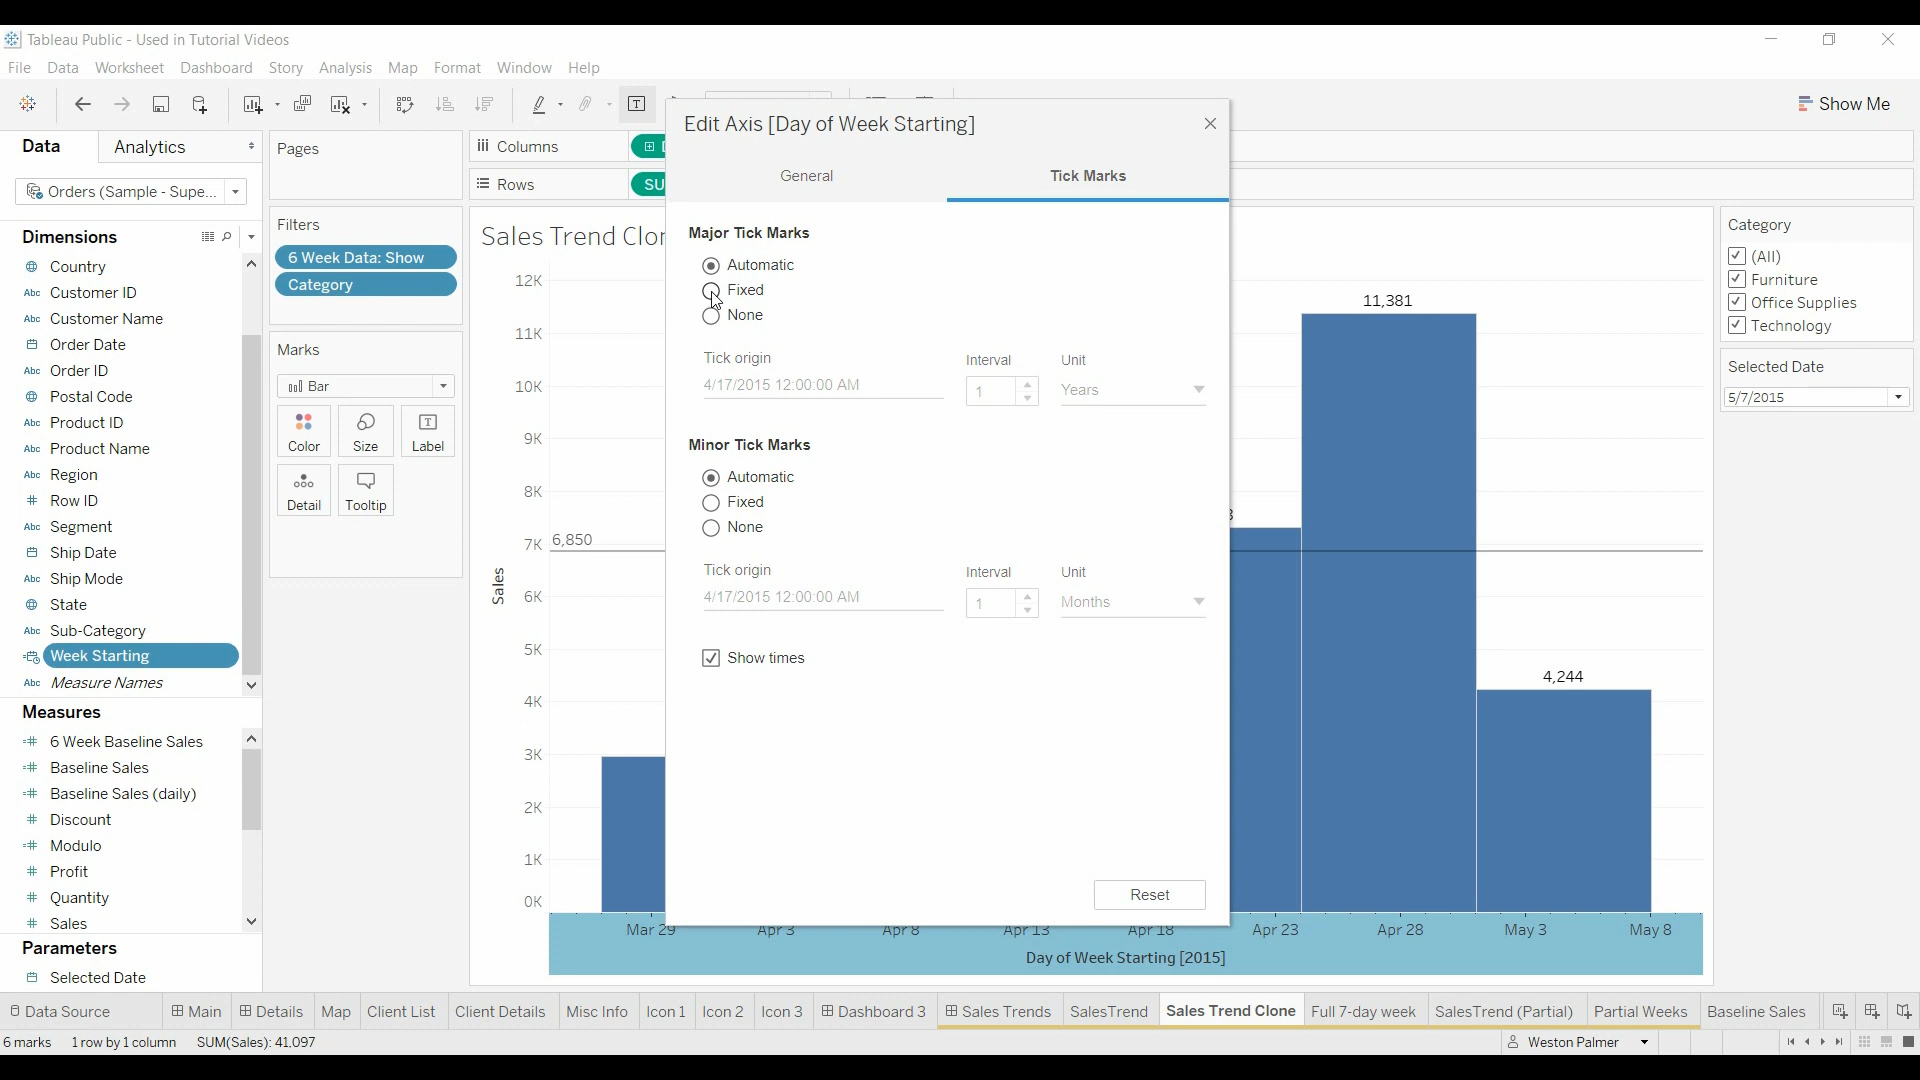 Tableau Public - Used in Tutorial Videos
File Data Worksheet Dashboard Story Analysis Map Format Window Help
Show Me
Data
Analytics
Orders (Sample - Supe...
Dimensions
Country
Abc Customer ID
Abc Customer Name
Order Date
Abc Order ID
Postal Code
Abc Product ID
Abc Product Name
Abc Region
# Row ID
Abc Segment
Ship Date
Abc Ship Mode
State
Abc Sub-Category
Week Starting
Abc Measure Names
Measures
6 Week Baseline Sales
Baseline Sales
Baseline Sales (daily)
Discount
Modulo
Profit
Quantity
Sales
Parameters
Selected Date
Pages
Filters
6 Week Data: Show
Category
Marks
Bar
Color Size Label
Detail Tooltip
Columns
Rows
SU
Sales Trend Clon
12K
11K
10K
9K
8K
7K
6K
5K
4K
3K
2K
1K
0K
Sales
6,850
11,381
4,244
Mar 29 Apr 3 Apr 8 Apr 13 Apr 18 Apr 23 Apr 28 May 3 May 8
Day of Week Starting [2015]
Edit Axis [Day of Week Starting]
General
Tick Marks
Major Tick Marks
Automatic
Fixed
None
Tick origin Interval Unit
4/17/2015 12:00:00 AM 1 Years
Minor Tick Marks
Automatic
Fixed
None
Tick origin Interval Unit
4/17/2015 12:00:00 AM 1 Months
Show times
Reset
Category
(All)
Furniture
Office Supplies
Technology
Selected Date
5/7/2015
Data Source Main Details Map Client List Client Details Misc Info Icon 1 Icon 2 Icon 3 Dashboard 3 Sales Trends SalesTrend Sales Trend Clone Full 7-day week SalesTrend (Partial) Partial Weeks Baseline Sales
6 marks 1 row by 1 column SUM(Sales): 41,097
Weston Palmer